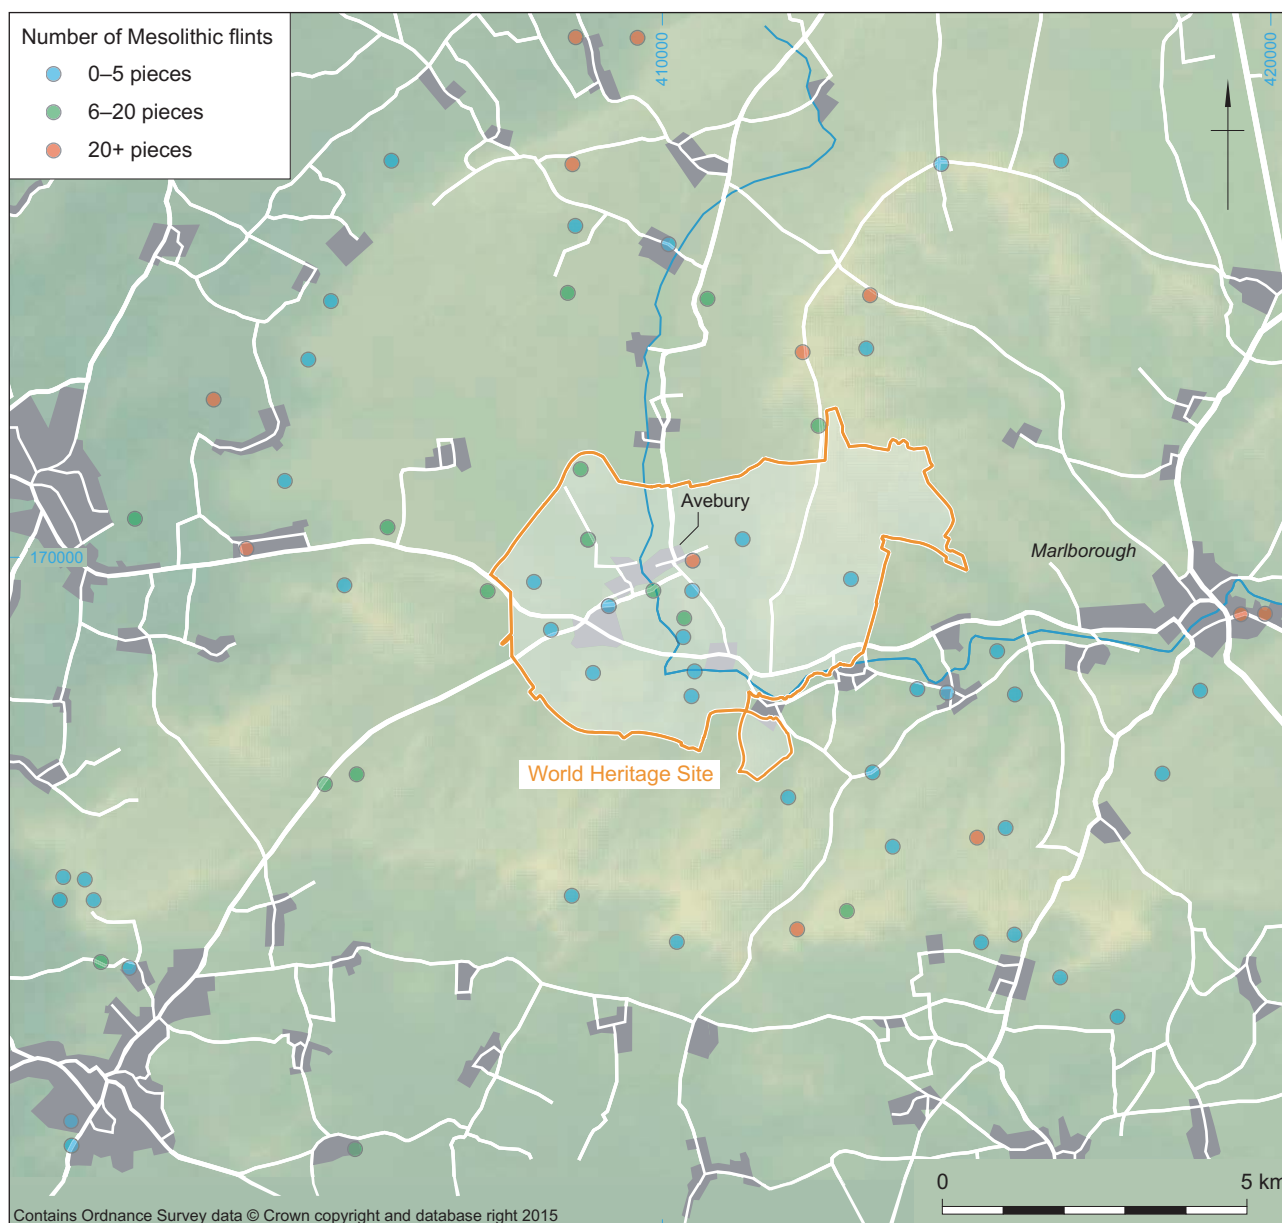 Number of Mesolithic flints
0–5 pieces
6–20 pieces
20+ pieces
410000
420000
Avebury
170000
Marlborough
World Heritage Site
0
5 km
Contains Ordnance Survey data © Crown copyright and database right 2015